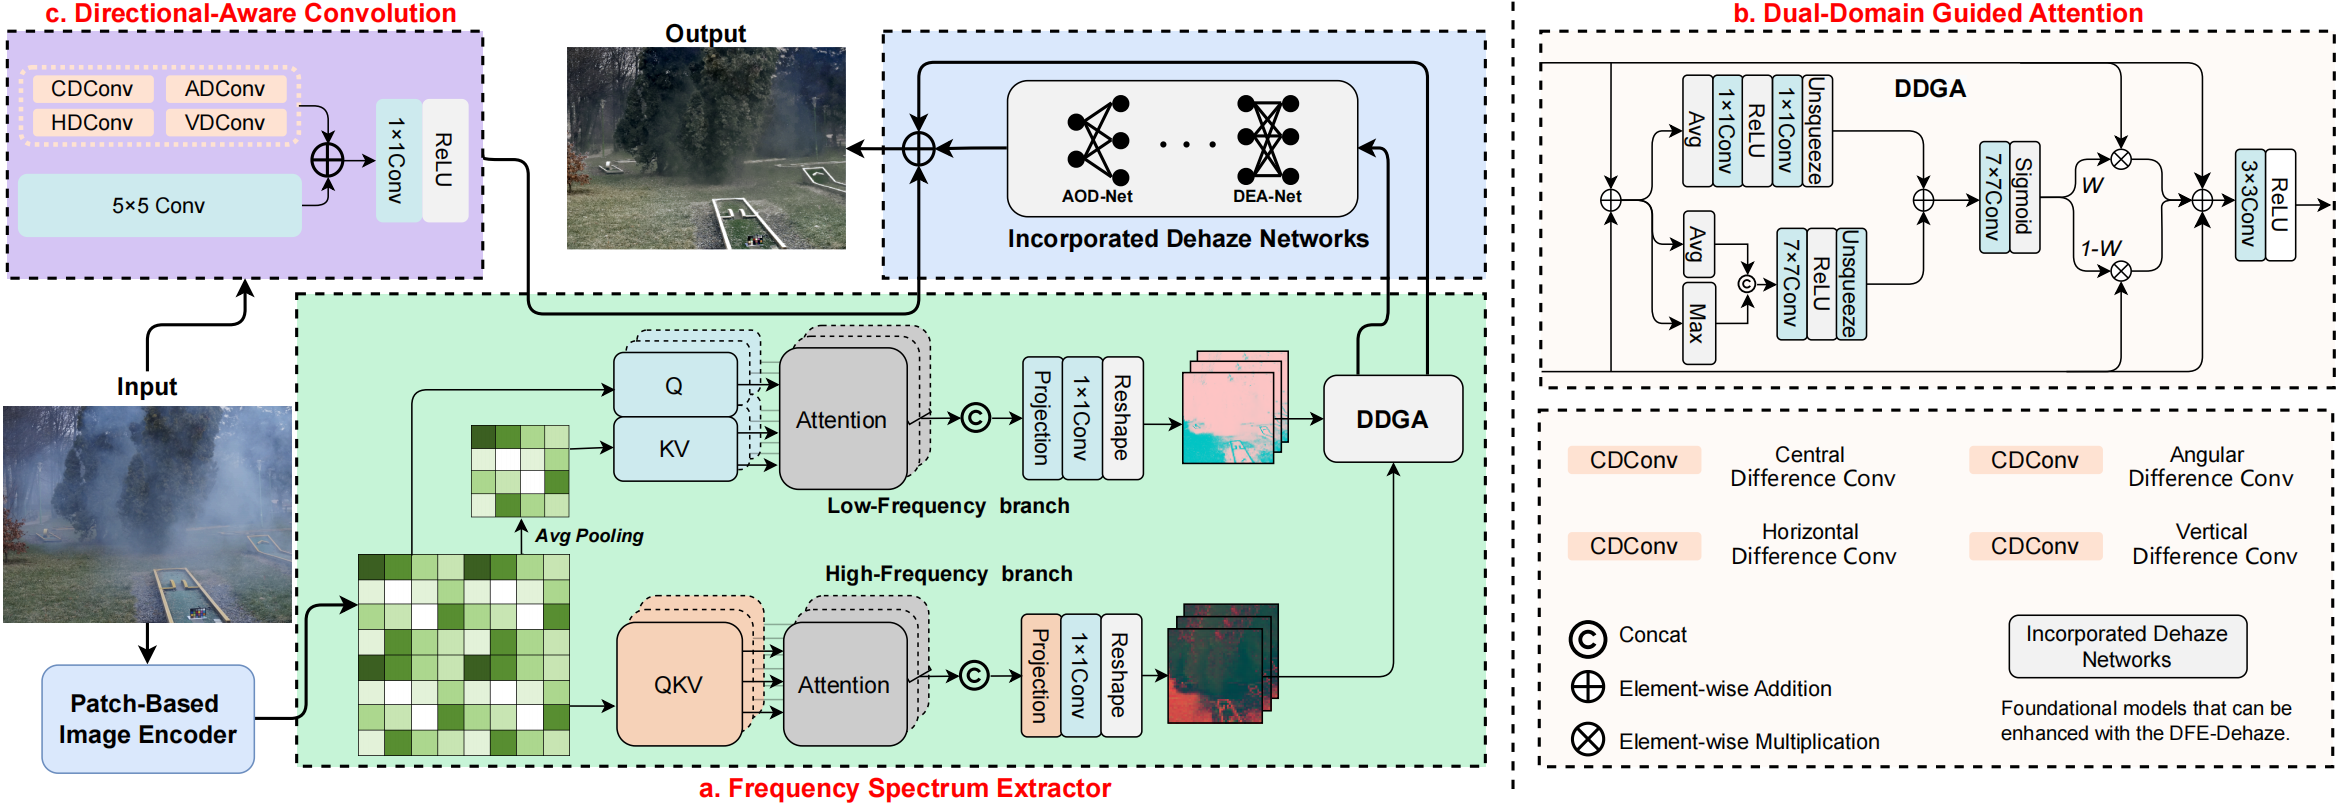 c. Directional-Aware Convolution
CDConv
ADConv
HDConv
VDConv
5×5 Conv
1×1Conv
ReLU
Output
AOD-Net
DEA-Net
Incorporated Dehaze Networks
Input
Patch-Based
Image Encoder
Avg Pooling
Q
KV
Attention
C
Projection
1×1Conv
Reshape
DDGA
Low-Frequency branch
High-Frequency branch
QKV
Attention
C
Projection
1×1Conv
Reshape
a. Frequency Spectrum Extractor
b. Dual-Domain Guided Attention
DDGA
Avg
1×1Conv
ReLU
1×1Conv
Unsqueeze
Avg
Max
C
7×7Conv
ReLU
Unsqueeze
7×7Conv
Sigmoid
W
1-W
3×3Conv
ReLU
CDConv
Central
Difference Conv
CDConv
Angular
Difference Conv
CDConv
Horizontal
Difference Conv
CDConv
Vertical
Difference Conv
C
Concat
Element-wise Addition
Element-wise Multiplication
Incorporated Dehaze
Networks
Foundational models that can be
enhanced with the DFE-Dehaze.